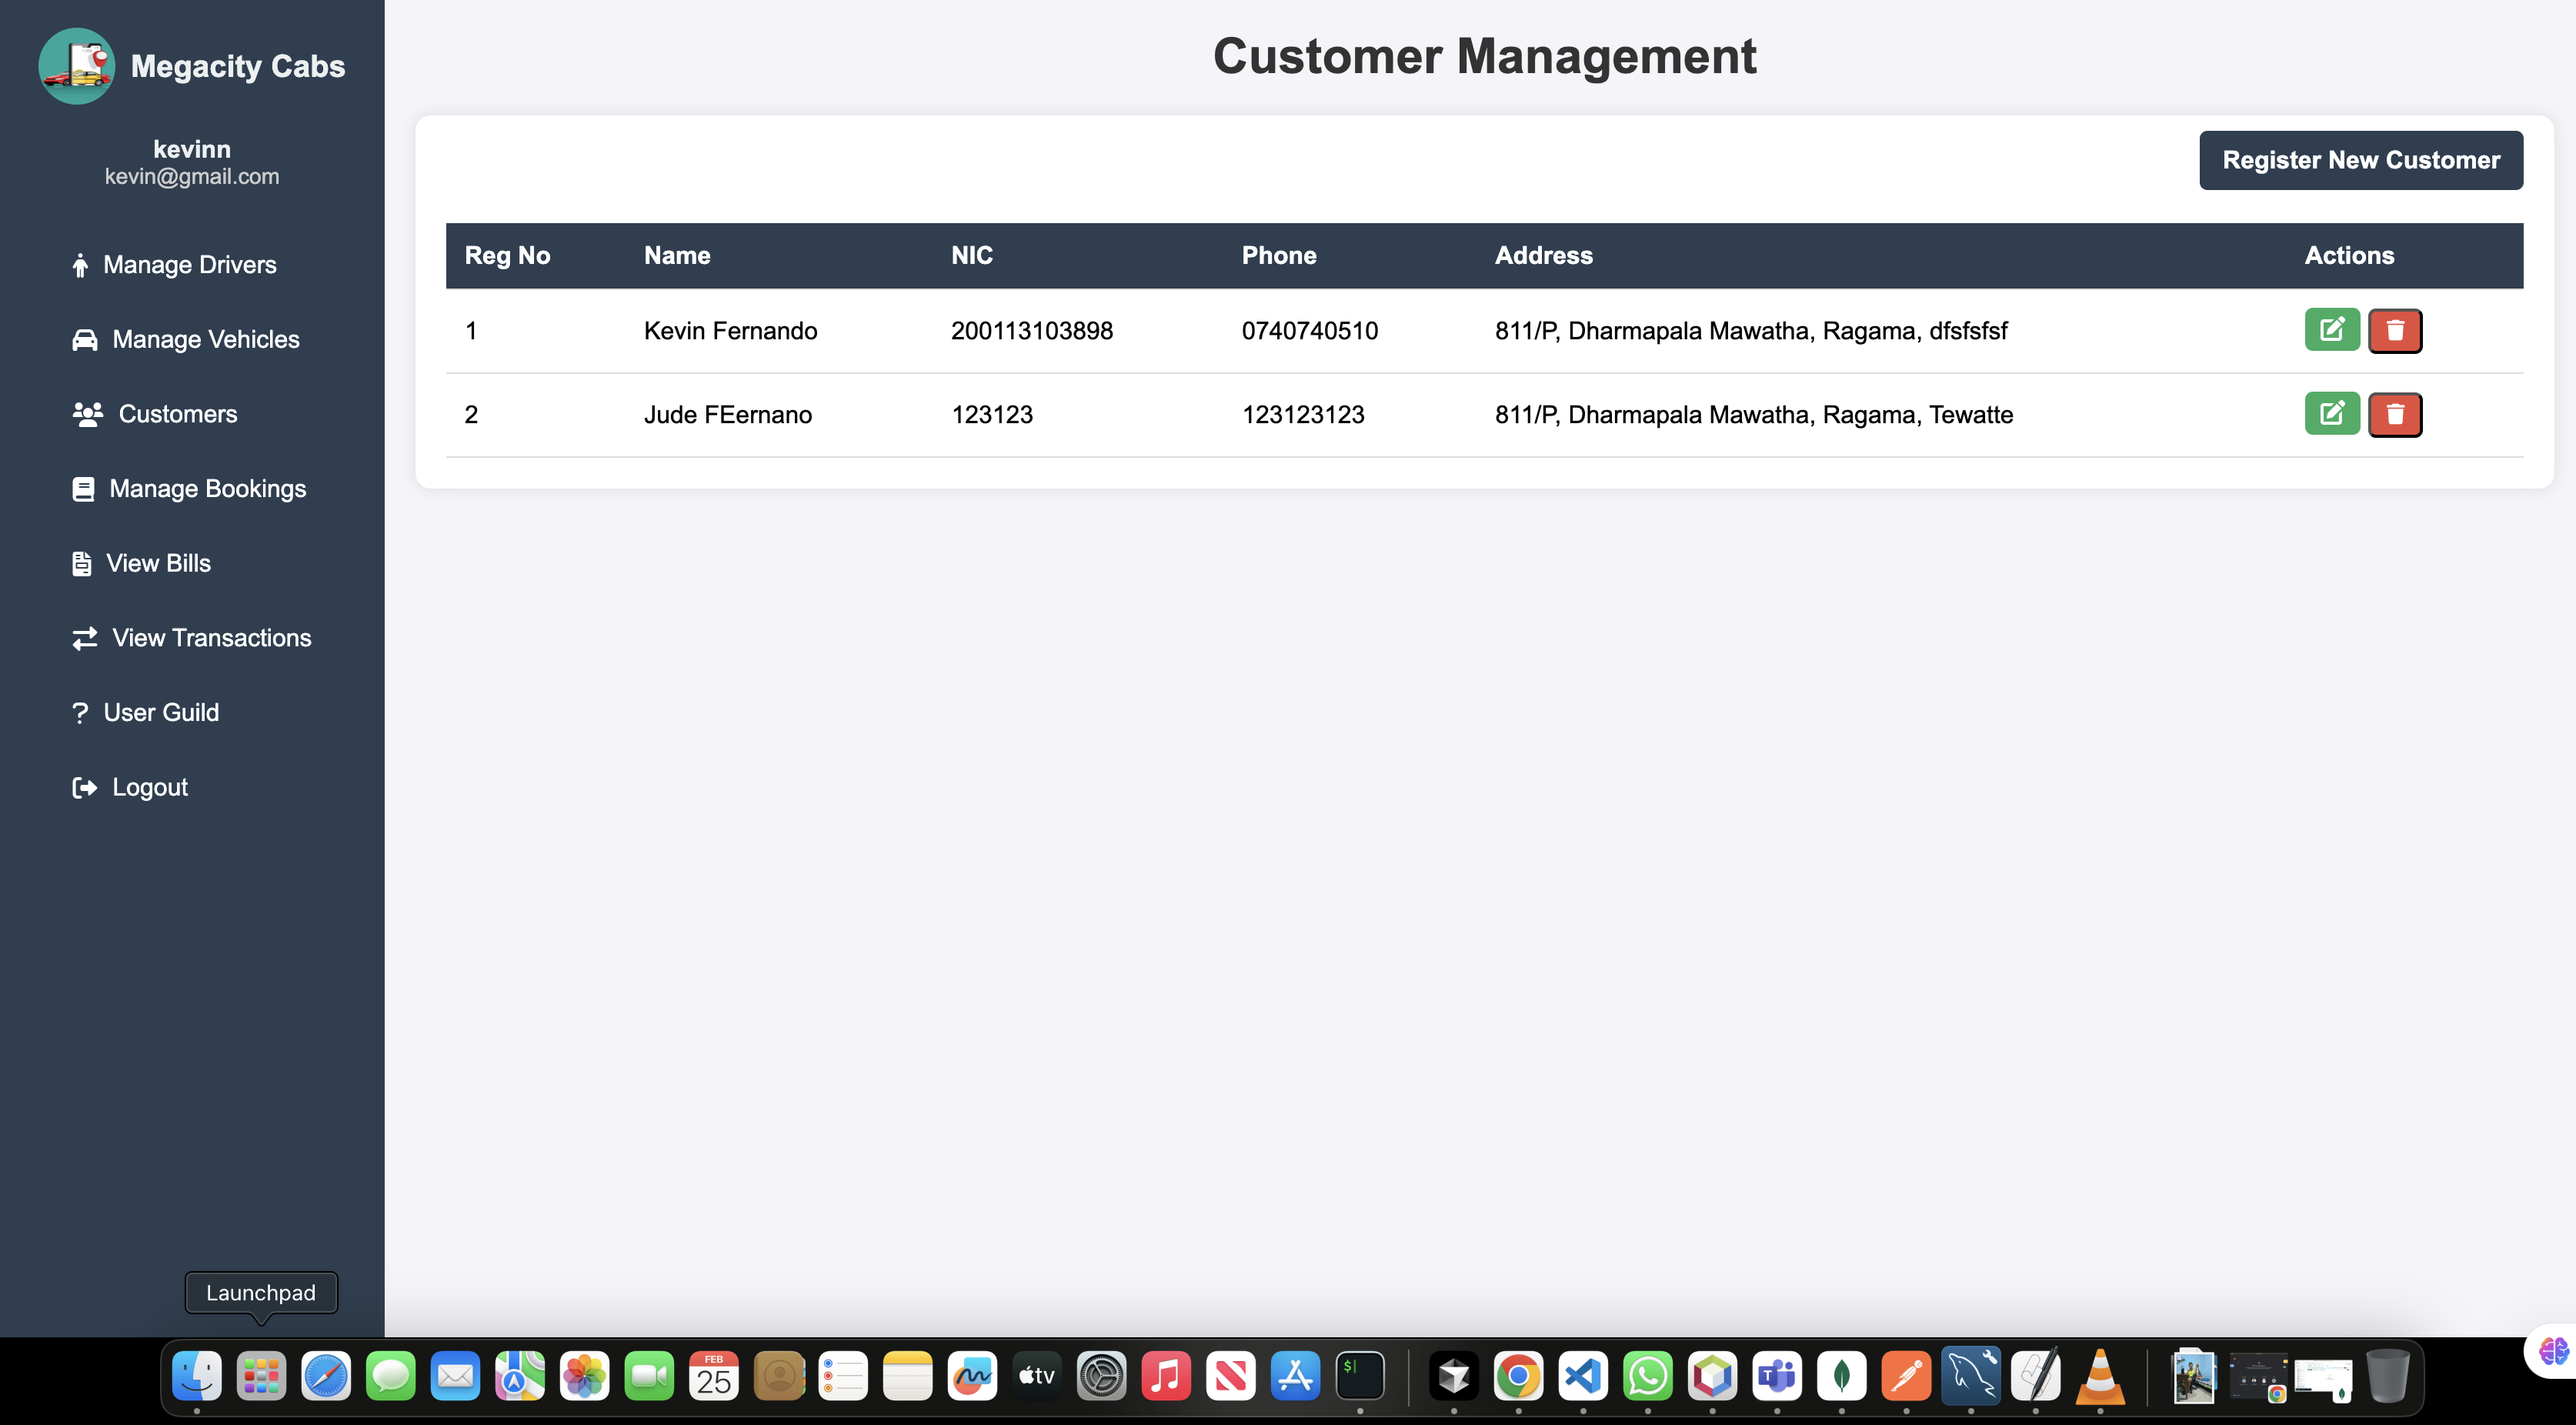 Megacity Cabs
kevinn
kevin@gmail.com
Manage Drivers
Manage Vehicles
Customers
Manage Bookings
View Bills
View Transactions
? User Guild
Logout
Customer Management
Register New Customer
Reg No Name NIC Phone Address Actions
1 Kevin Fernando 200113103898 0740740510 811/P, Dharmapala Mawatha, Ragama, dfsfsfsf
2 Jude FEernano 123123 123123123 811/P, Dharmapala Mawatha, Ragama, Tewatte
Launchpad
FEB
25
tv
$
T